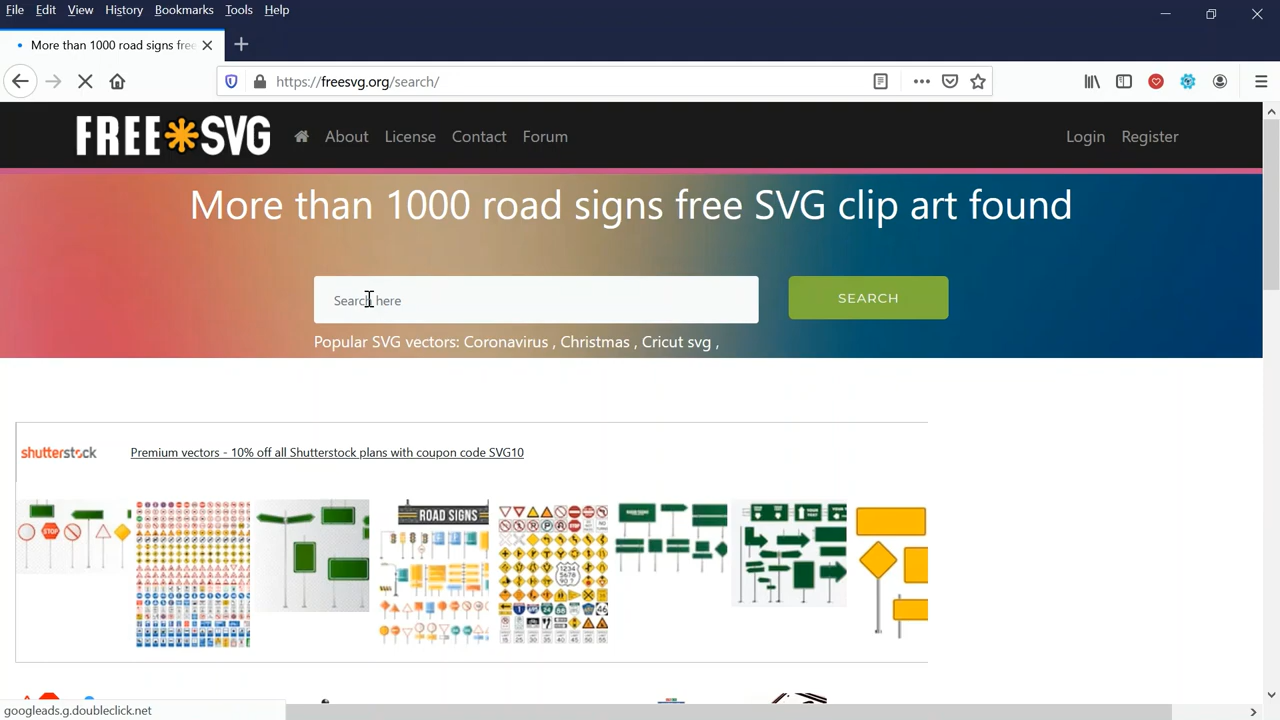 File Edit View History Bookmarks Tools Help
More than 1000 road signs free
https://freesvg.org/search/
FREE SVG About License Contact Forum Login Register
More than 1000 road signs free SVG clip art found
Search here SEARCH
Popular SVG vectors: Coronavirus , Christmas , Cricut svg ,
shutterstock Premium vectors - 10% off all Shutterstock plans with coupon code SVG10
ROAD SIGNS
STOP
googleads.g.doubleclick.net